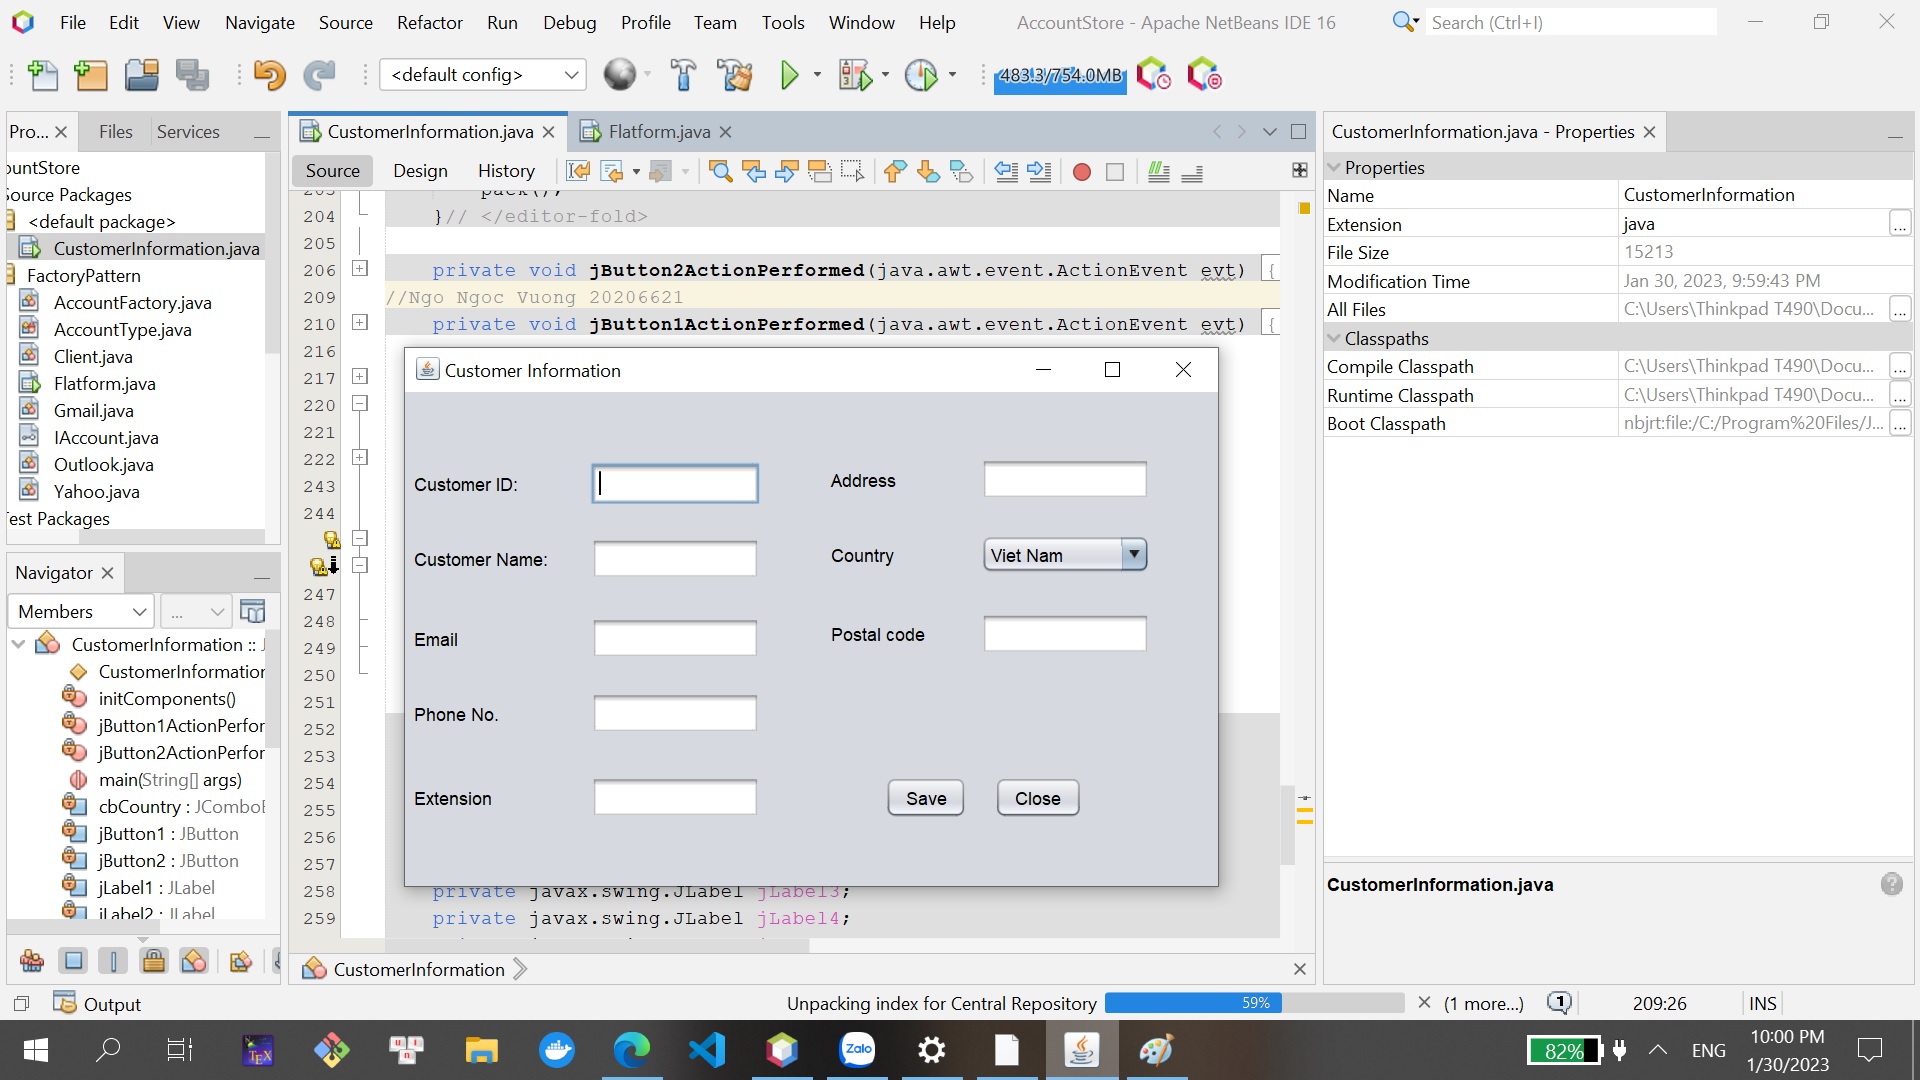 File Edit View Navigate Source Refactor Run Debug Profile Team Tools Window Help AccountStore - Apache NetBeans IDE 16 Search (Ctrl+I)
<default config> 483.3/754.0MB
Pro... Files Services
ountStore
Source Packages
<default package>
CustomerInformation.java
FactoryPattern
AccountFactory.java
AccountType.java
Client.java
Flatform.java
Gmail.java
IAccount.java
Outlook.java
Yahoo.java
Test Packages
Navigator
Members ...
CustomerInformation :: J
CustomerInformation
initComponents()
jButton1ActionPerfor
jButton2ActionPerfor
main(String[] args)
cbCountry : JComboB
jButton1 : JButton
jButton2 : JButton
jLabel1 : JLabel
jLabel2 : JLabel
CustomerInformation.java Flatform.java
Source Design History
203 pack();
204 }// </editor-fold>
205
206 private void jButton2ActionPerformed(java.awt.event.ActionEvent evt) {
209 //Ngo Ngoc Vuong 20206621
210 private void jButton1ActionPerformed(java.awt.event.ActionEvent evt) {
216
217
220
221
222
243
244
247
248
249
250
251
252
253
254
255
256
257
258 private javax.swing.JLabel jLabel3;
259 private javax.swing.JLabel jLabel4;
Customer Information
Customer ID: Address
Customer Name: Country Viet Nam
Email Postal code
Phone No.
Extension Save Close
CustomerInformation
CustomerInformation.java - Properties
Properties
Name CustomerInformation
Extension java ...
File Size 15213
Modification Time Jan 30, 2023, 9:59:43 PM
All Files C:\Users\Thinkpad T490\Docu... ...
Classpaths
Compile Classpath C:\Users\Thinkpad T490\Docu... ...
Runtime Classpath C:\Users\Thinkpad T490\Docu... ...
Boot Classpath nbjrt:file:/C:/Program%20Files/J... ...
CustomerInformation.java
Output Unpacking index for Central Repository 59% (1 more...) 1 209:26 INS
TEX Zalo 82% ENG 10:00 PM
1/30/2023